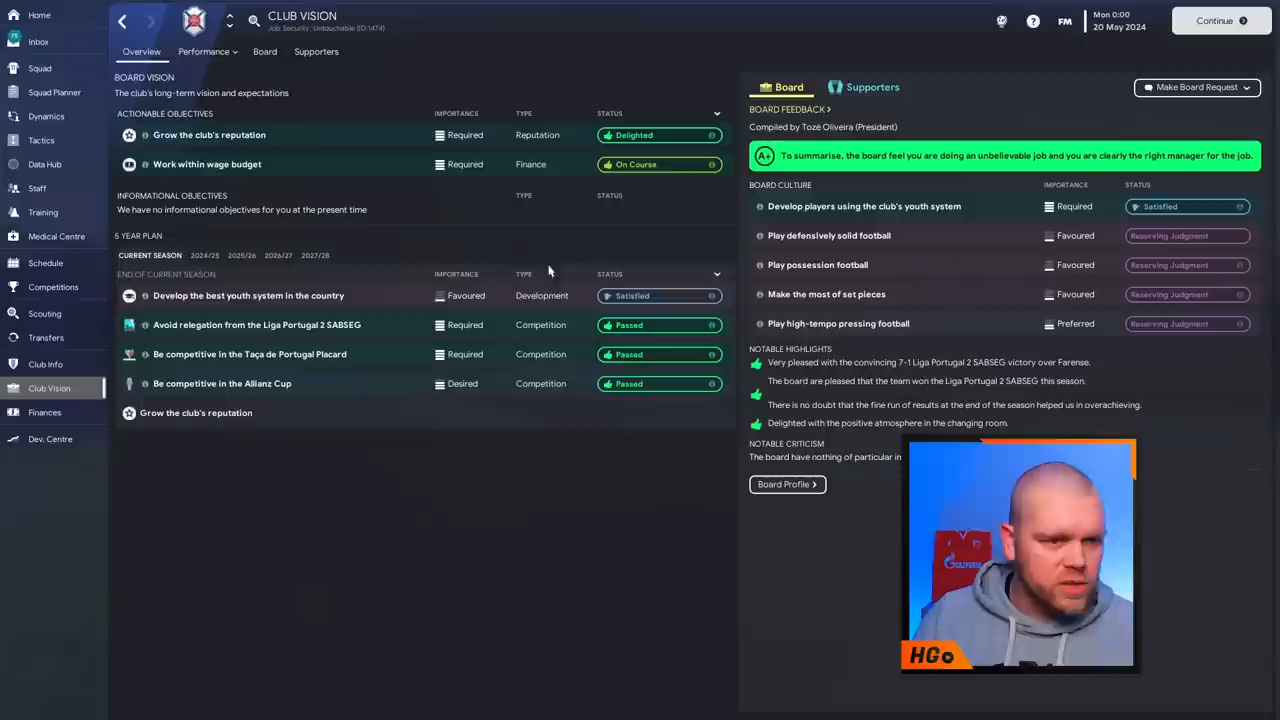 Home
75
Inbox
Squad
Squad Planner
Dynamics
Tactics
Data Hub
Staff
Training
Medical Centre
Schedule
Competitions
Scouting
Transfers
Club Info
Club Vision
Finances
Dev. Centre
CLUB VISION
Job Security: Untouchable (ID:1474)
FM
Mon 0:00
20 May 2024
Continue
Overview Performance Board Supporters
BOARD VISION
The club's long-term vision and expectations
ACTIONABLE OBJECTIVES IMPORTANCE TYPE STATUS
Grow the club's reputation Required Reputation Delighted
Work within wage budget Required Finance On Course
INFORMATIONAL OBJECTIVES TYPE STATUS
We have no informational objectives for you at the present time
5 YEAR PLAN
CURRENT SEASON 2024/25 2025/26 2026/27 2027/28
END OF CURRENT SEASON IMPORTANCE TYPE STATUS
Develop the best youth system in the country Favoured Development Satisfied
Avoid relegation from the Liga Portugal 2 SABSEG Required Competition Passed
Be competitive in the Taça de Portugal Placard Required Competition Passed
Be competitive in the Allianz Cup Desired Competition Passed
Grow the club's reputation
Board Supporters Make Board Request
BOARD FEEDBACK >
Compiled by Tozé Oliveira (President)
A+ To summarise, the board feel you are doing an unbelievable job and you are clearly the right manager for the job.
BOARD CULTURE IMPORTANCE STATUS
Develop players using the club's youth system Required Satisfied
Play defensively solid football Favoured Reserving Judgment
Play possession football Favoured Reserving Judgment
Make the most of set pieces Favoured Reserving Judgment
Play high-tempo pressing football Preferred Reserving Judgment
NOTABLE HIGHLIGHTS
Very pleased with the convincing 7-1 Liga Portugal 2 SABSEG victory over Farense.
The board are pleased that the team won the Liga Portugal 2 SABSEG this season.
There is no doubt that the fine run of results at the end of the season helped us in overachieving.
Delighted with the positive atmosphere in the changing room.
NOTABLE CRITICISM
The board have nothing of particular
Board Profile >
GAZPROM
HG